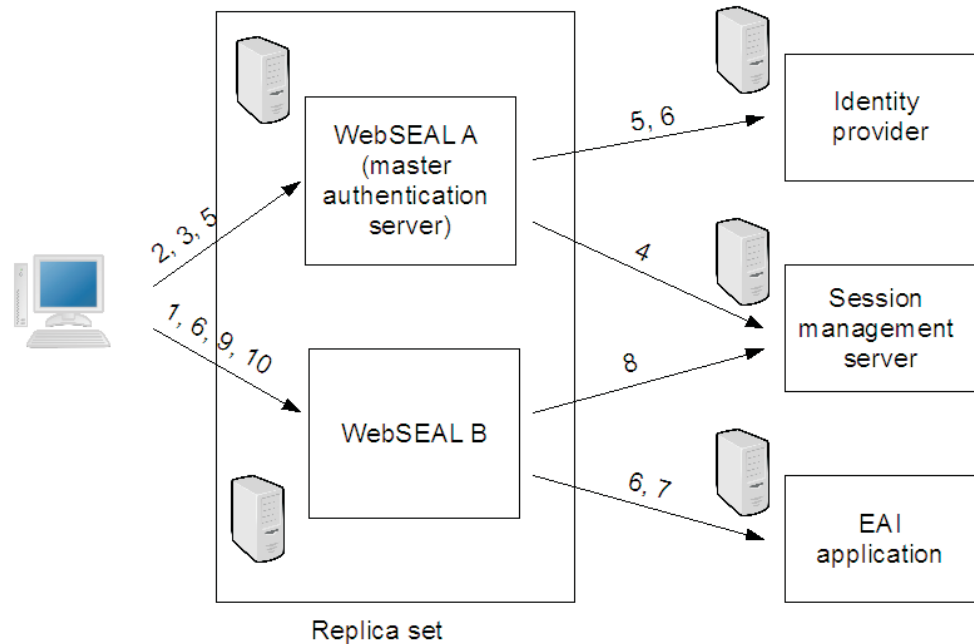 WebSEAL A
(master
authentication
server)
Identity
provider
5, 6
2, 3, 5
4
Session
management
server
1, 6, 9, 10
8
WebSEAL B
6, 7
EAI
application
Replica set